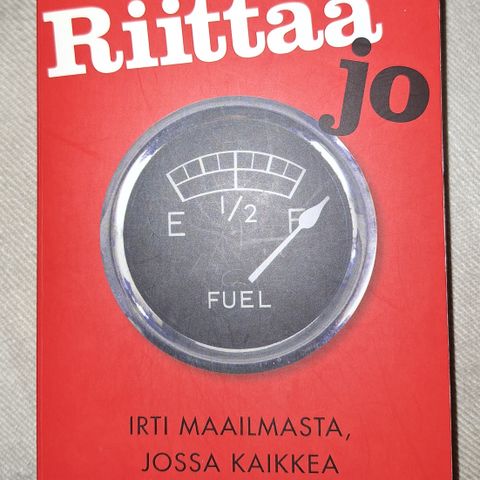 Riittää
jo
E 1/2 F
FUEL
IRTI MAAILMASTA,
JOSSA KAIKKEA